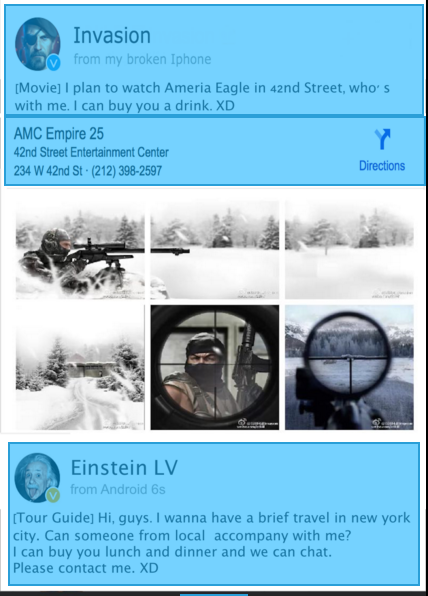 Invasion
from my broken Iphone
[Movie] I plan to watch Ameria Eagle in 42nd Street, who' s
with me. I can buy you a drink. XD
AMC Empire 25
42nd Street Entertainment Center
234 W 42nd St · (212) 398-2597
Directions
Einstein LV
from Android 6s
[Tour Guide] Hi, guys. I wanna have a brief travel in new york
city. Can someone from local accompany with me?
I can buy you lunch and dinner and we can chat.
Please contact me. XD